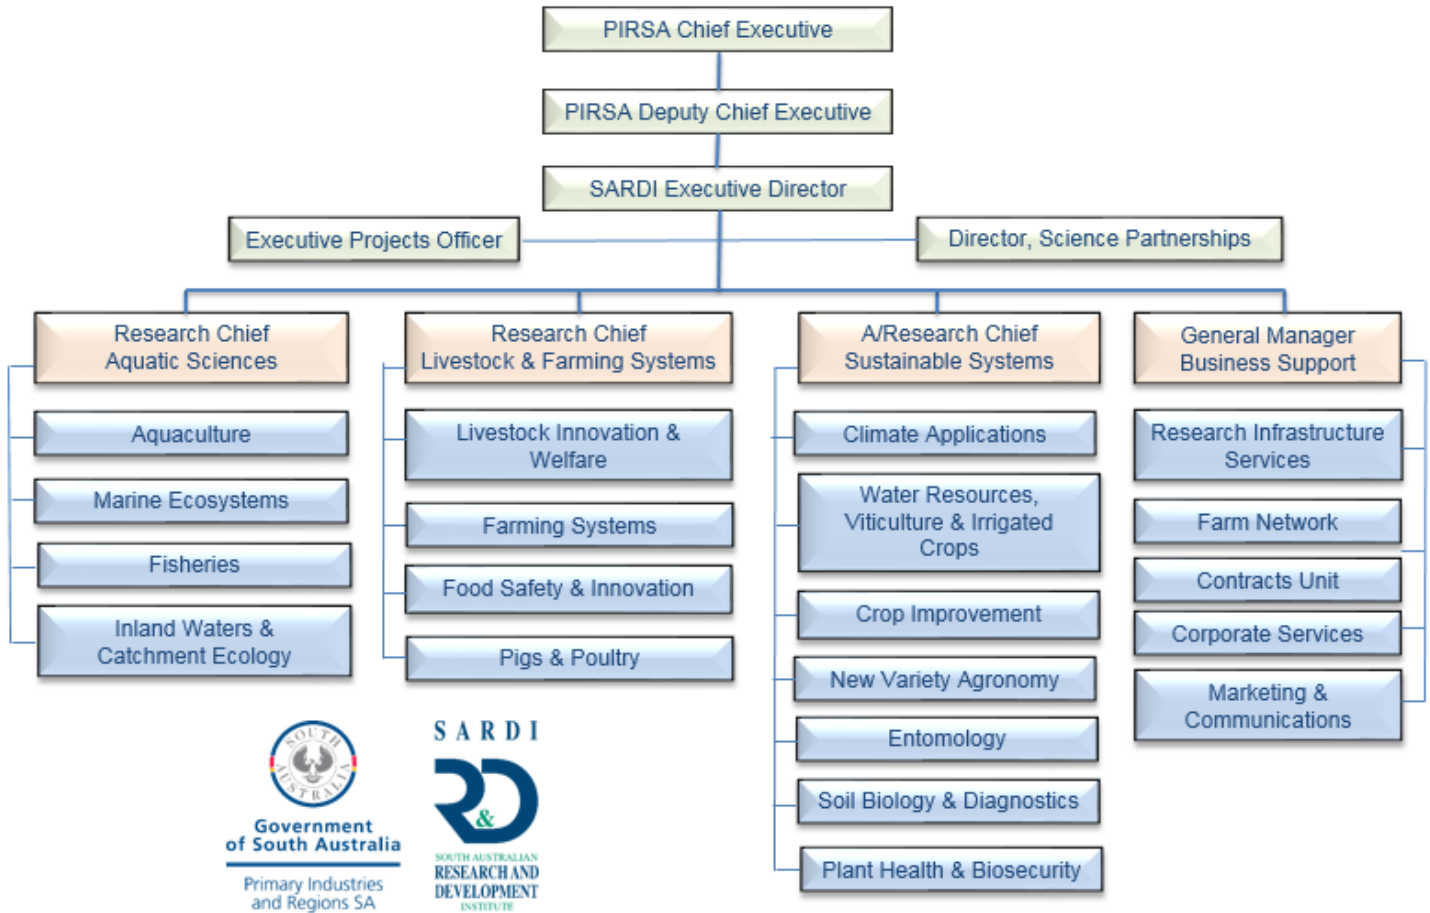 PIRSA Chief Executive
PIRSA Deputy Chief Executive
SARDI Executive Director
Executive Projects Officer
Director, Science Partnerships
Research Chief
Aquatic Sciences
Aquaculture
Marine Ecosystems
Fisheries
Inland Waters &
Catchment Ecology
Research Chief
Livestock & Farming Systems
Livestock Innovation &
Welfare
Farming Systems
Food Safety & Innovation
Pigs & Poultry
A/Research Chief
Sustainable Systems
Climate Applications
Water Resources,
Viticulture & Irrigated
Crops
Crop Improvement
New Variety Agronomy
Entomology
Soil Biology & Diagnostics
Plant Health & Biosecurity
General Manager
Business Support
Research Infrastructure
Services
Farm Network
Contracts Unit
Corporate Services
Marketing &
Communications
SOUTH
AUSTRALIA
Government
of South Australia
Primary Industries
and Regions SA
SARDI
R&D
SOUTH AUSTRALIAN
RESEARCH AND
DEVELOPMENT
INSTITUTE